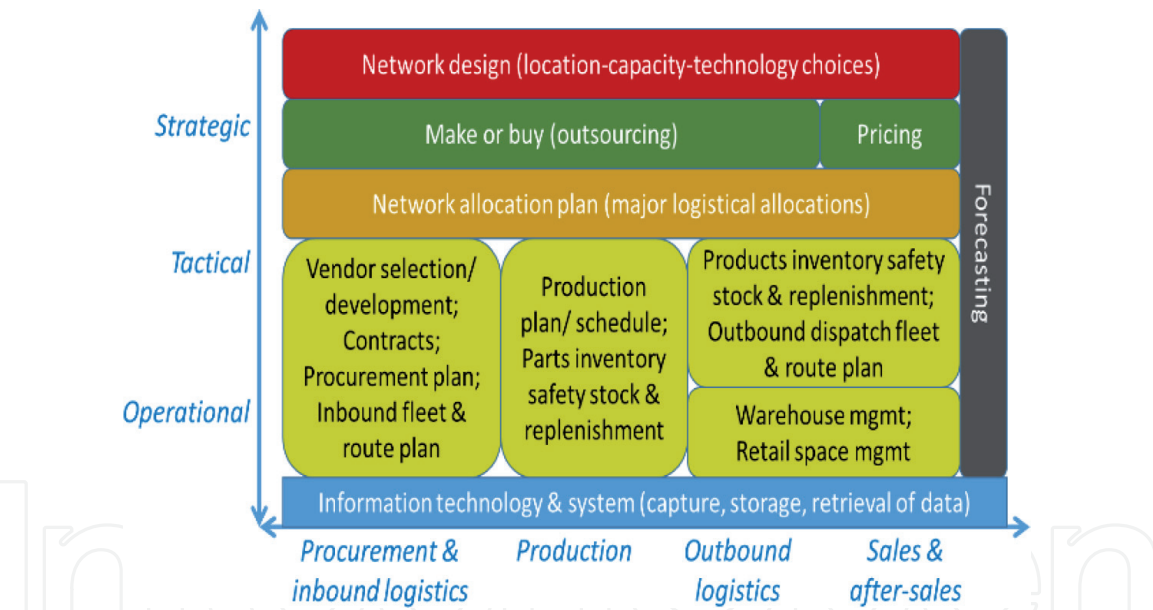 Network design (location-capacity-technology choices)
Strategic
Make or buy (outsourcing)
Pricing
Network allocation plan (major logistical allocations)
Forecasting
Tactical
Operational
Vendor selection/
development;
Contracts;
Procurement plan;
Inbound fleet &
route plan
Production
plan/ schedule;
Parts inventory
safety stock &
replenishment
Products inventory safety
stock & replenishment;
Outbound dispatch fleet
& route plan
Warehouse mgmt;
Retail space mgmt
Information technology & system (capture, storage, retrieval of data)
Procurement &
inbound logistics
Production
Outbound
logistics
Sales &
after-sales